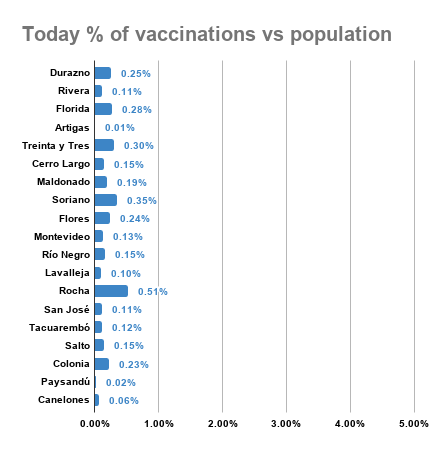 Today % of vaccinations vs population
Durazno 0.25%
Rivera 0.11%
Florida 0.28%
Artigas 0.01%
Treinta y Tres 0.30%
Cerro Largo 0.15%
Maldonado 0.19%
Soriano 0.35%
Flores 0.24%
Montevideo 0.13%
Río Negro 0.15%
Lavalleja 0.10%
Rocha 0.51%
San José 0.11%
Tacuarembó 0.12%
Salto 0.15%
Colonia 0.23%
Paysandú 0.02%
Canelones 0.06%
0.00% 1.00% 2.00% 3.00% 4.00% 5.00%